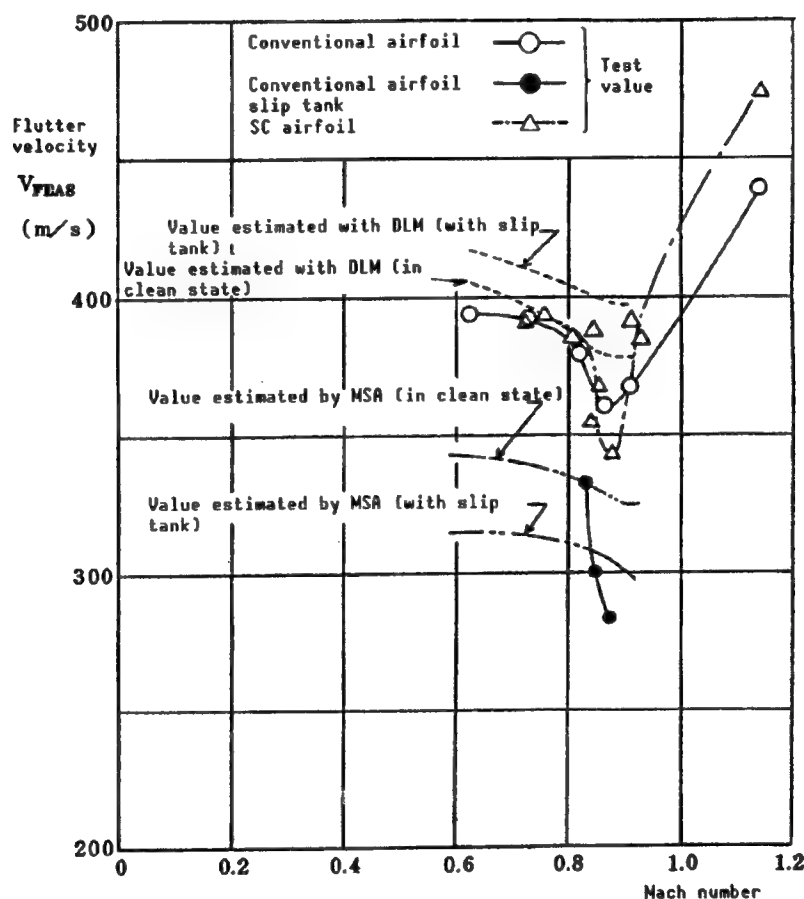 500
Conventional airfoil
Conventional airfoil
slip tank
SC airfoil
Test
value
Flutter
velocity
V_FEAS
(m/s)
Value estimated with DLM (with slip
tank)
Value estimated with DLM (in
clean state)
400
Value estimated by MSA (in clean state)
Value estimated by MSA (with slip
tank)
300
200
0
0.2
0.4
0.6
0.8
1.0
1.2
Mach number